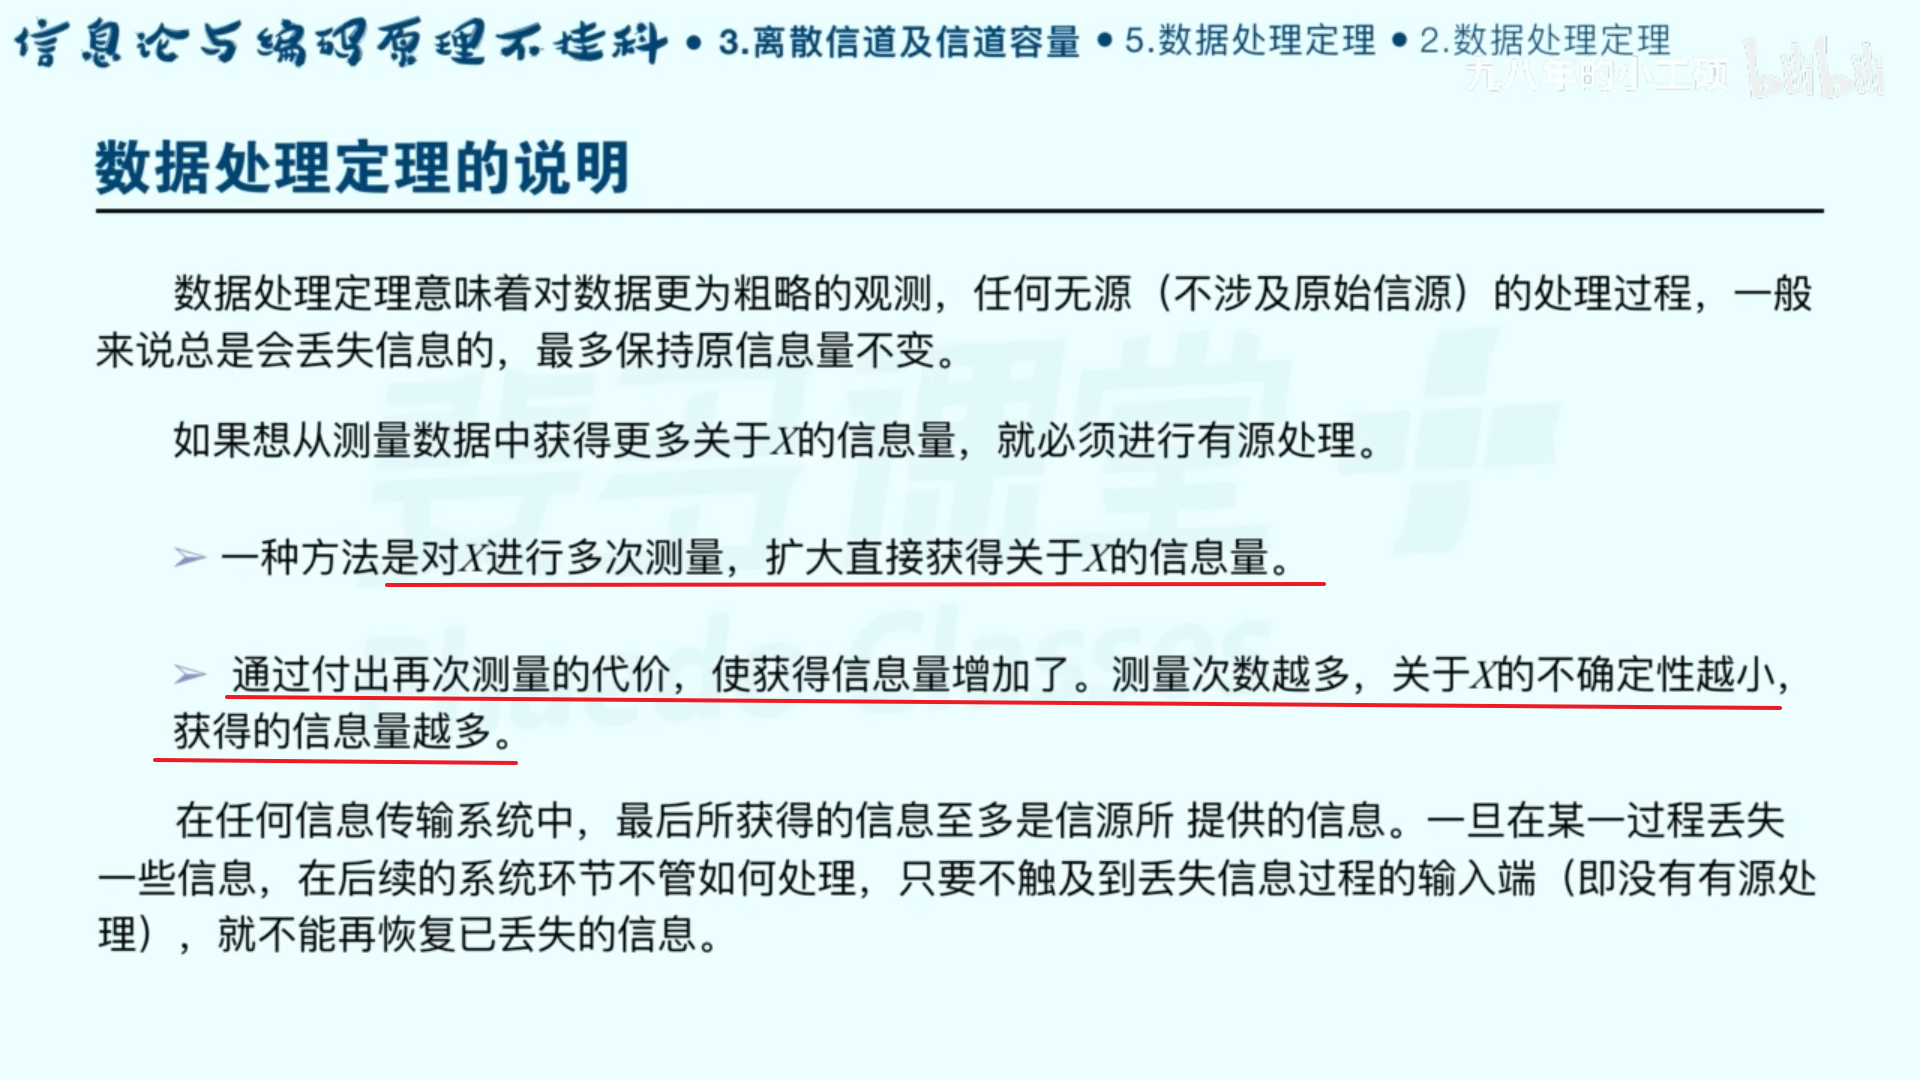 信息论与编码原理不挂科 • 3.离散信道及信道容量 • 5.数据处理定理 • 2.数据处理定理
九八年的小工硕 bilibili
数据处理定理的说明
数据处理定理意味着对数据更为粗略的观测，任何无源（不涉及原始信源）的处理过程，一般
来说总是会丢失信息的，最多保持原信息量不变。
如果想从测量数据中获得更多关于X的信息量，就必须进行有源处理。
➢ 一种方法是对X进行多次测量，扩大直接获得关于X的信息量。
➢ 通过付出再次测量的代价，使获得信息量增加了。测量次数越多，关于X的不确定性越小，
获得的信息量越多。
在任何信息传输系统中，最后所获得的信息至多是信源所 提供的信息。一旦在某一过程丢失
一些信息，在后续的系统环节不管如何处理，只要不触及到丢失信息过程的输入端（即没有有源处
理），就不能再恢复已丢失的信息。
斐多课堂+
Phaedo Classes